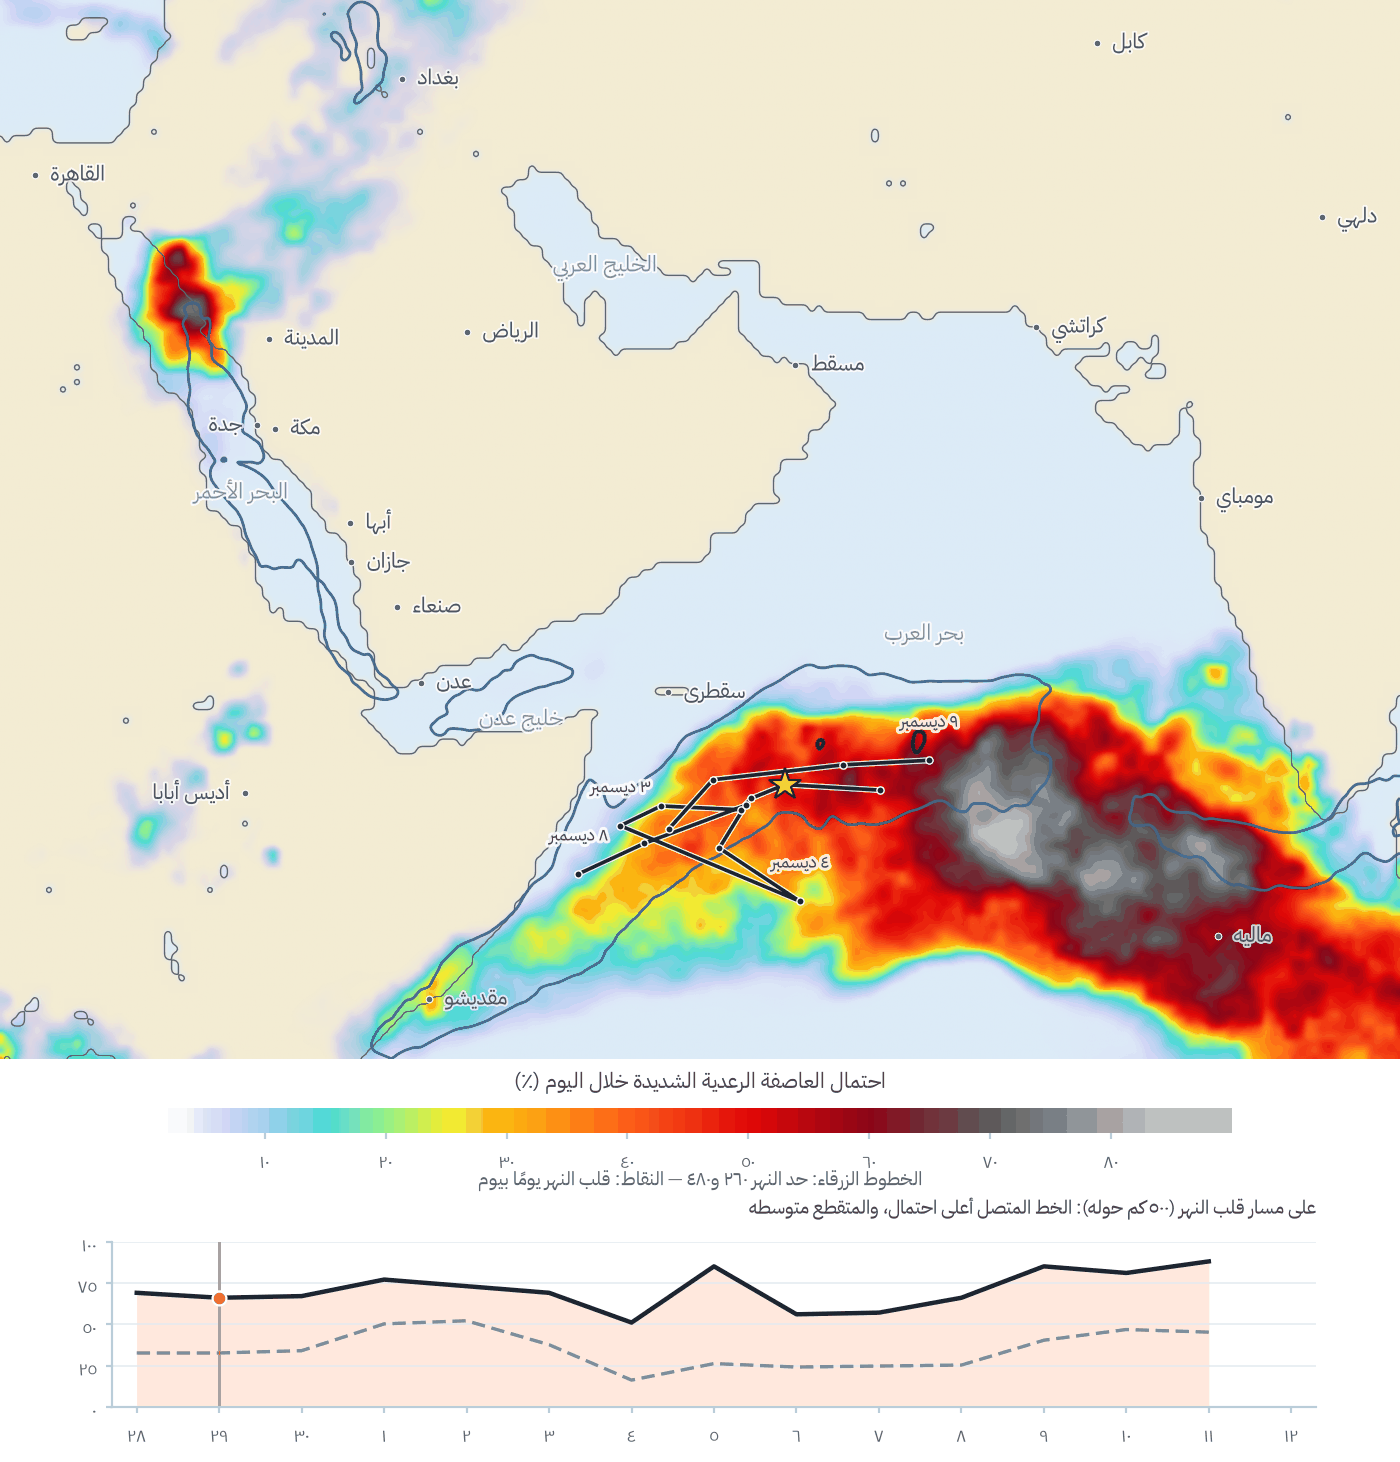 كابل
بغداد
القاهرة
دلهي
الخليج العربي
المدينة
الرياض
كراتشي
مسقط
جدة
مكة
البحر الأحمر
مومباي
أبها
جازان
صنعاء
بحر العرب
عدن
سقطرى
خليج عدن
٩ ديسمبر
٣ ديسمبر
أديس أبابا
٨ ديسمبر
٤ ديسمبر
ماليه
مقديشو
احتمال العاصفة الرعدية الشديدة خلال اليوم (٪)
١٠ ٢٠ ٣٠ ٤٠ ٥٠ ٦٠ ٧٠ ٨٠
الخطوط الزرقاء: حد النهر ٢٦٠ و٤٨٠ — النقاط: قلب النهر يومًا بيوم
على مسار قلب النهر (٥٠٠ كم حوله): الخط المتصل أعلى احتمال، والمتقطع متوسطه
١٠٠
٧٥
٥٠
٢٥
٠
٢٨ ٢٩ ٣٠ ١ ٢ ٣ ٤ ٥ ٦ ٧ ٨ ٩ ١٠ ١١ ١٢